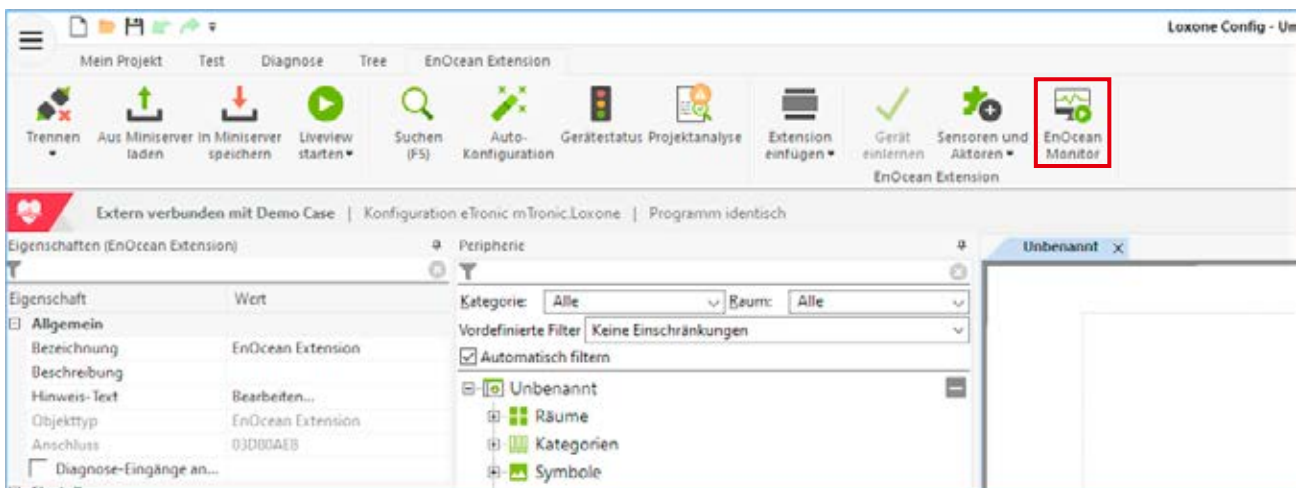 Loxone Config - Un
Mein Projekt Test Diagnose Tree EnOcean Extension
Trennen Aus Miniserver laden In Miniserver speichern Liveview starten Suchen (F5) Auto-Konfiguration Gerätestatus Projektanalyse Extension einfügen Gerät einlernen Sensoren und Aktoren EnOcean Monitor
EnOcean Extension
Extern verbunden mit Demo Case | Konfiguration eTronic mTronic.Loxone | Programm identisch
Eigenschaften (EnOcean Extension)
Eigenschaft Wert
Allgemein
Bezeichnung EnOcean Extension
Beschreibung
Hinweis-Text Bearbeiten...
Objekttyp EnOcean Extension
Anschluss
Diagnose-Eingänge an...
Peripherie
Kategorie: Alle Raum: Alle
Vordefinierte Filter Keine Einschränkungen
Automatisch filtern
Unbenannt
Räume
Kategorien
Symbole
Unbenannt x